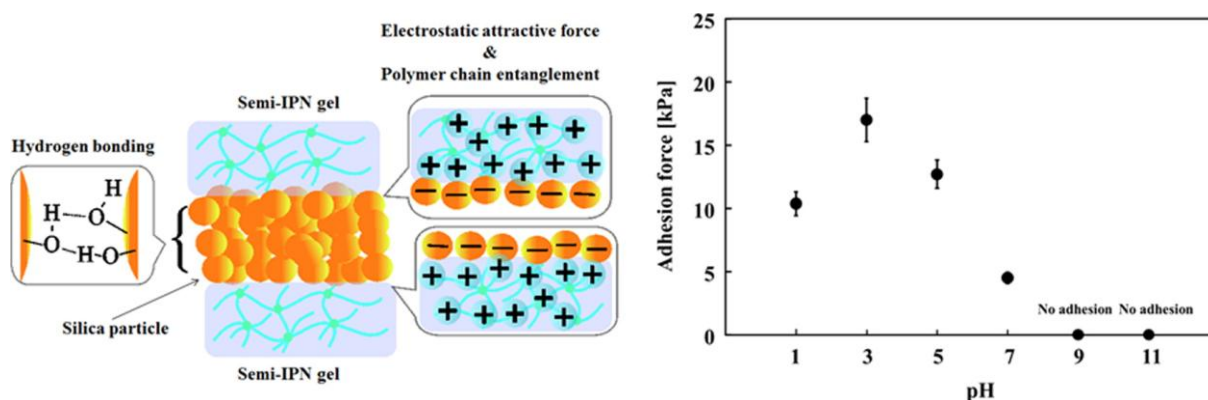 Electrostatic attractive force
&
Polymer chain entanglement
Semi-IPN gel
Hydrogen bonding
H
H
O
O
H
O
Silica particle
Semi-IPN gel
+ + + + + + + + + + +
− − − − − −
− − − − − −
+ + + + + + + + + + +
Adhesion force [kPa]
25
20
15
10
5
0
No adhesion No adhesion
1 3 5 7 9 11
pH